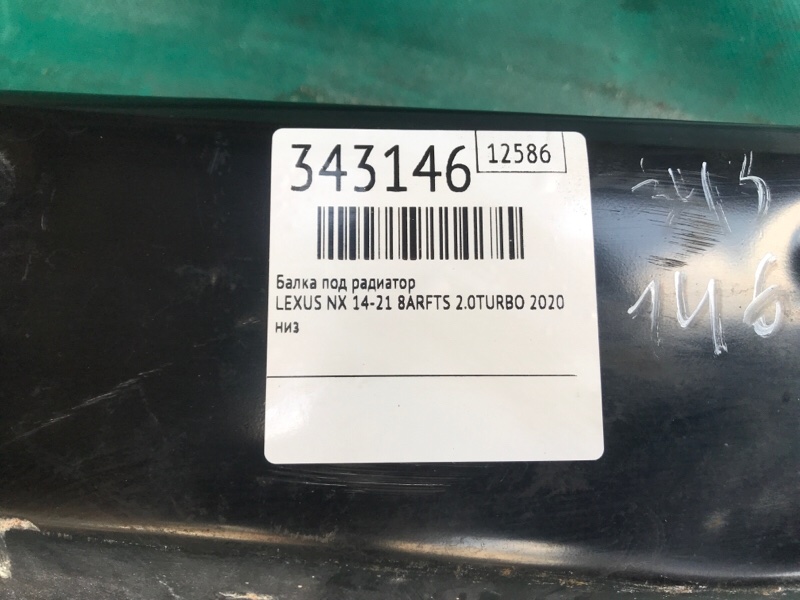 343146
12586
Балка под радиатор
LEXUS NX 14-21 8ARFTS 2.0TURBO 2020
низ
146